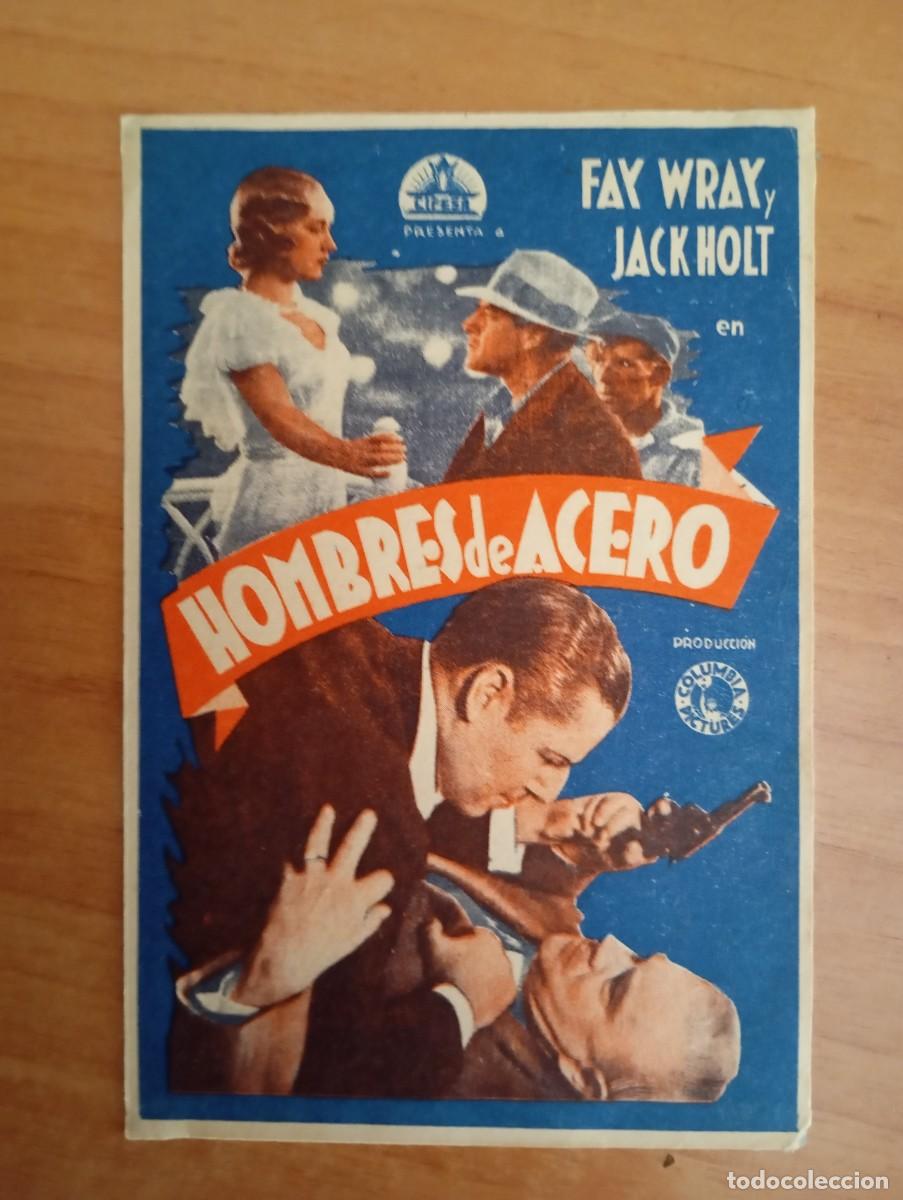 CIFESA
PRESENTA a
FAY WRAY y
JACK HOLT
en
HOMBRES de ACERO
PRODUCCIÓN
COLUMBIA PICTURES
todocoleccion